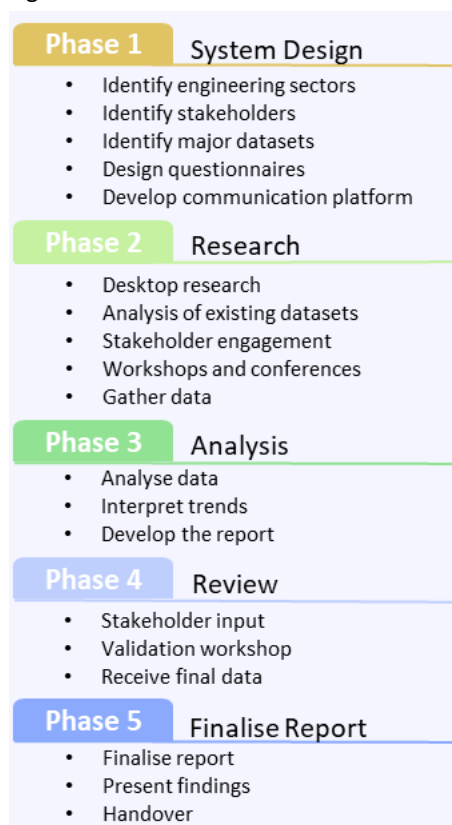 Phase 1 System Design
• Identify engineering sectors
• Identify stakeholders
• Identify major datasets
• Design questionnaires
• Develop communication platform
Phase 2 Research
• Desktop research
• Analysis of existing datasets
• Stakeholder engagement
• Workshops and conferences
• Gather data
Phase 3 Analysis
• Analyse data
• Interpret trends
• Develop the report
Phase 4 Review
• Stakeholder input
• Validation workshop
• Receive final data
Phase 5 Finalise Report
• Finalise report
• Present findings
• Handover